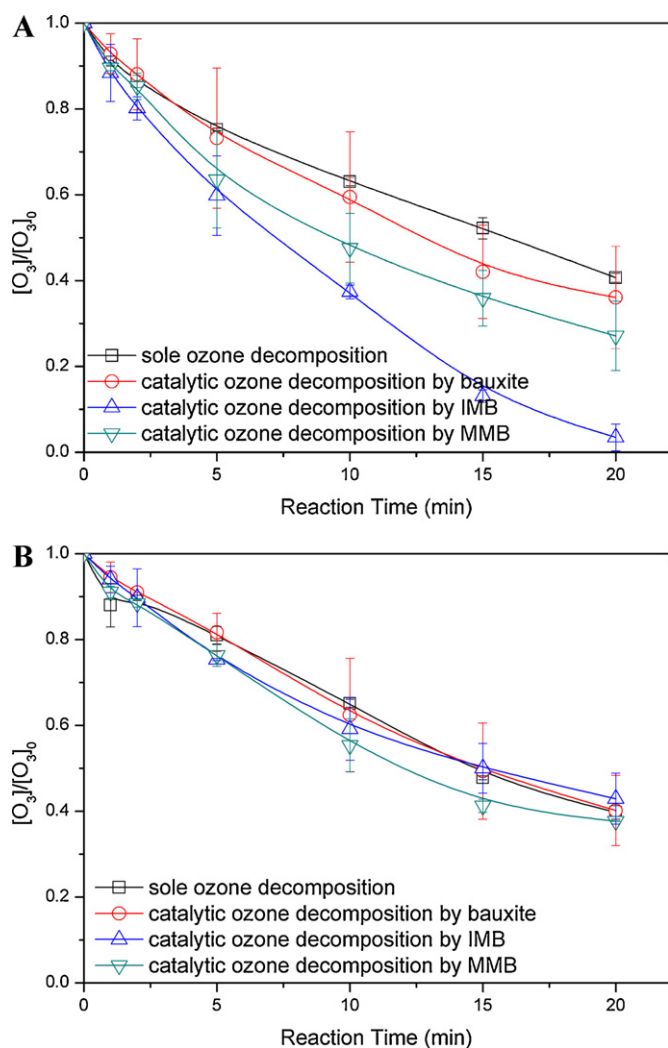 A
1.0
0.8
0.6
0.4
0.2
0.0
[O3]/[O3]0
sole ozone decomposition
catalytic ozone decomposition by bauxite
catalytic ozone decomposition by IMB
catalytic ozone decomposition by MMB
0 5 10 15 20
Reaction Time (min)
B
1.0
0.8
0.6
0.4
0.2
0.0
[O3]/[O3]0
sole ozone decomposition
catalytic ozone decomposition by bauxite
catalytic ozone decomposition by IMB
catalytic ozone decomposition by MMB
0 5 10 15 20
Reaction Time (min)